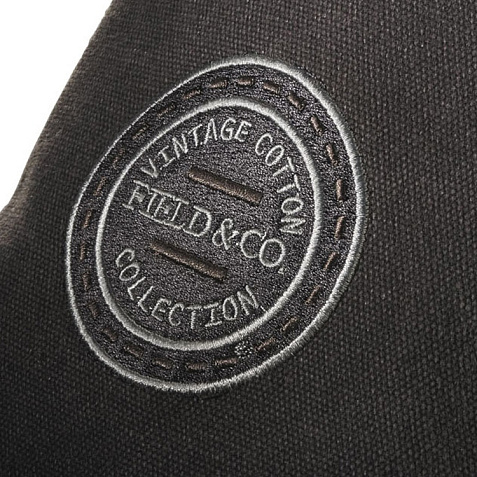 VINTAGE COTTON
FIELD & CO.
COLLECTION